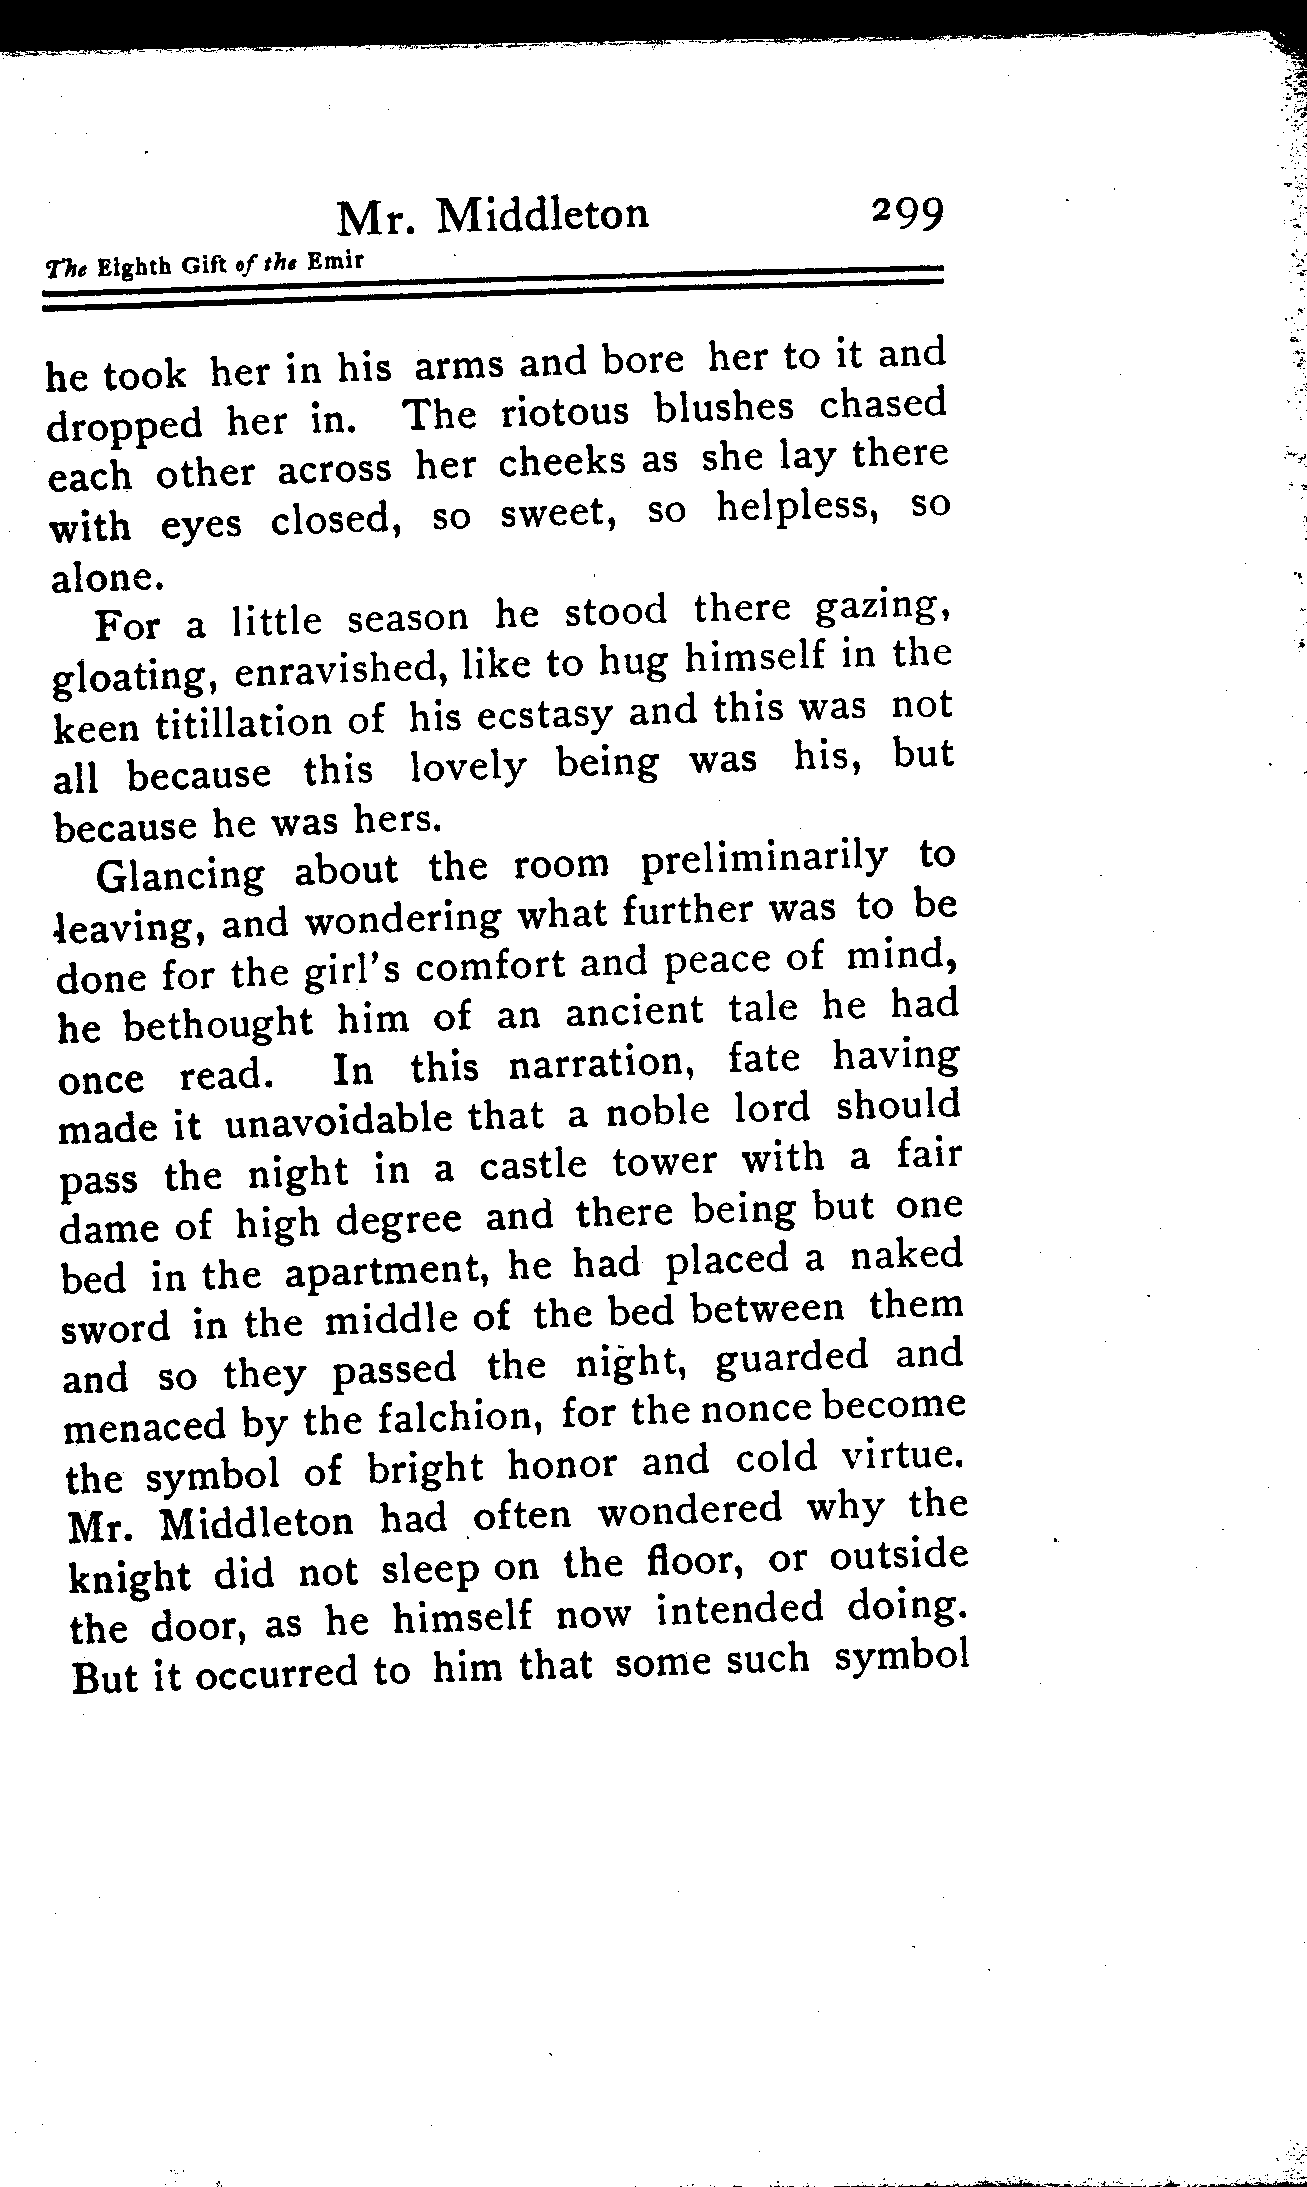 Mr. Middleton 299
The Eighth Gift of the Emir
he took her in his arms and bore her to it and
dropped her in. The riotous blushes chased
each other across her cheeks as she lay there
with eyes closed, so sweet, so helpless, so
alone.
For a little season he stood there gazing,
gloating, enravished, like to hug himself in the
keen titillation of his ecstasy and this was not
all because this lovely being was his, but
because he was hers.
Glancing about the room preliminarily to
leaving, and wondering what further was to be
done for the girl's comfort and peace of mind,
he bethought him of an ancient tale he had
once read. In this narration, fate having
made it unavoidable that a noble lord should
pass the night in a castle tower with a fair
dame of high degree and there being but one
bed in the apartment, he had placed a naked
sword in the middle of the bed between them
and so they passed the night, guarded and
menaced by the falchion, for the nonce become
the symbol of bright honor and cold virtue.
Mr. Middleton had often wondered why the
knight did not sleep on the floor, or outside
the door, as he himself now intended doing.
But it occurred to him that some such symbol